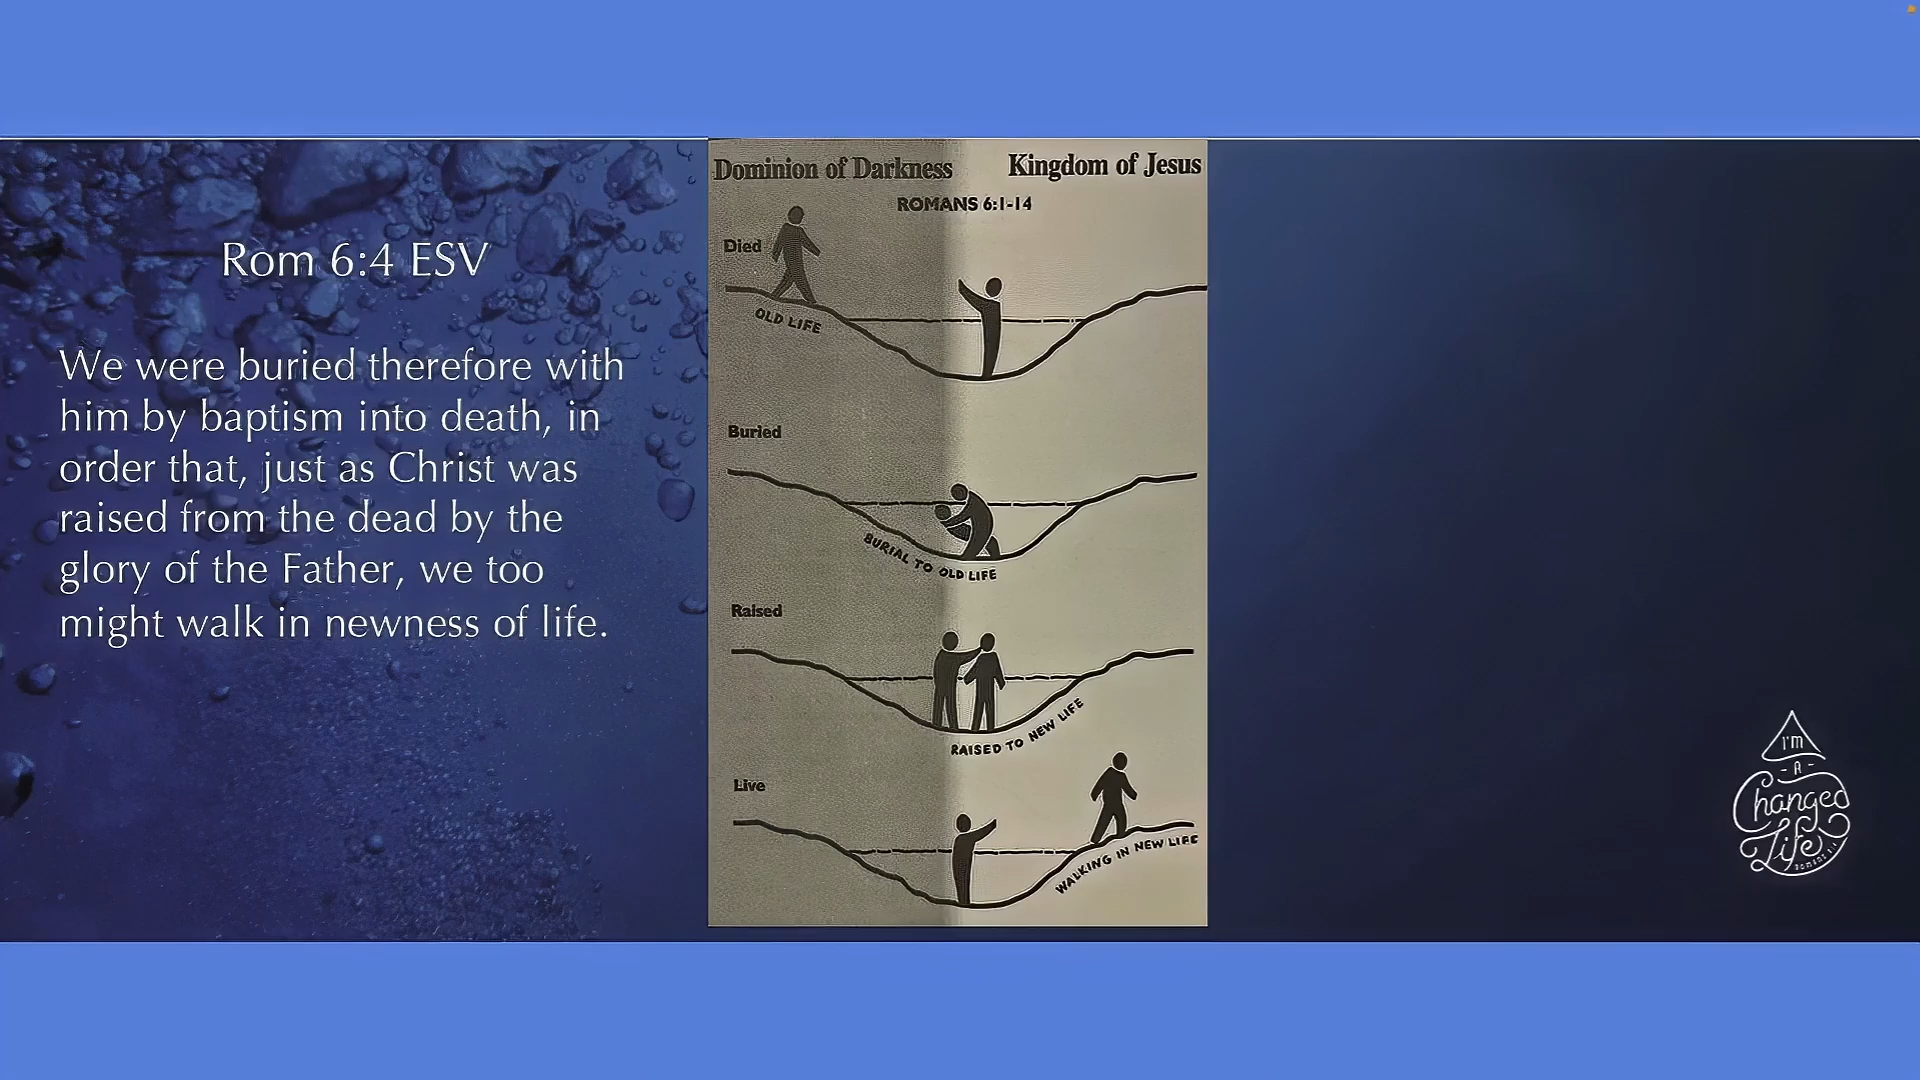 Rom 6:4 ESV
We were buried therefore with
him by baptism into death, in
order that, just as Christ was
raised from the dead by the
glory of the Father, we too
might walk in newness of life.
Dominion of Darkness
Kingdom of Jesus
ROMANS 6:1-14
Died
OLD LIFE
Buried
BURIAL TO OLD LIFE
Raised
RAISED TO NEW LIFE
Live
WALKING IN NEW LIFE
I'm
- A -
Changed
Life